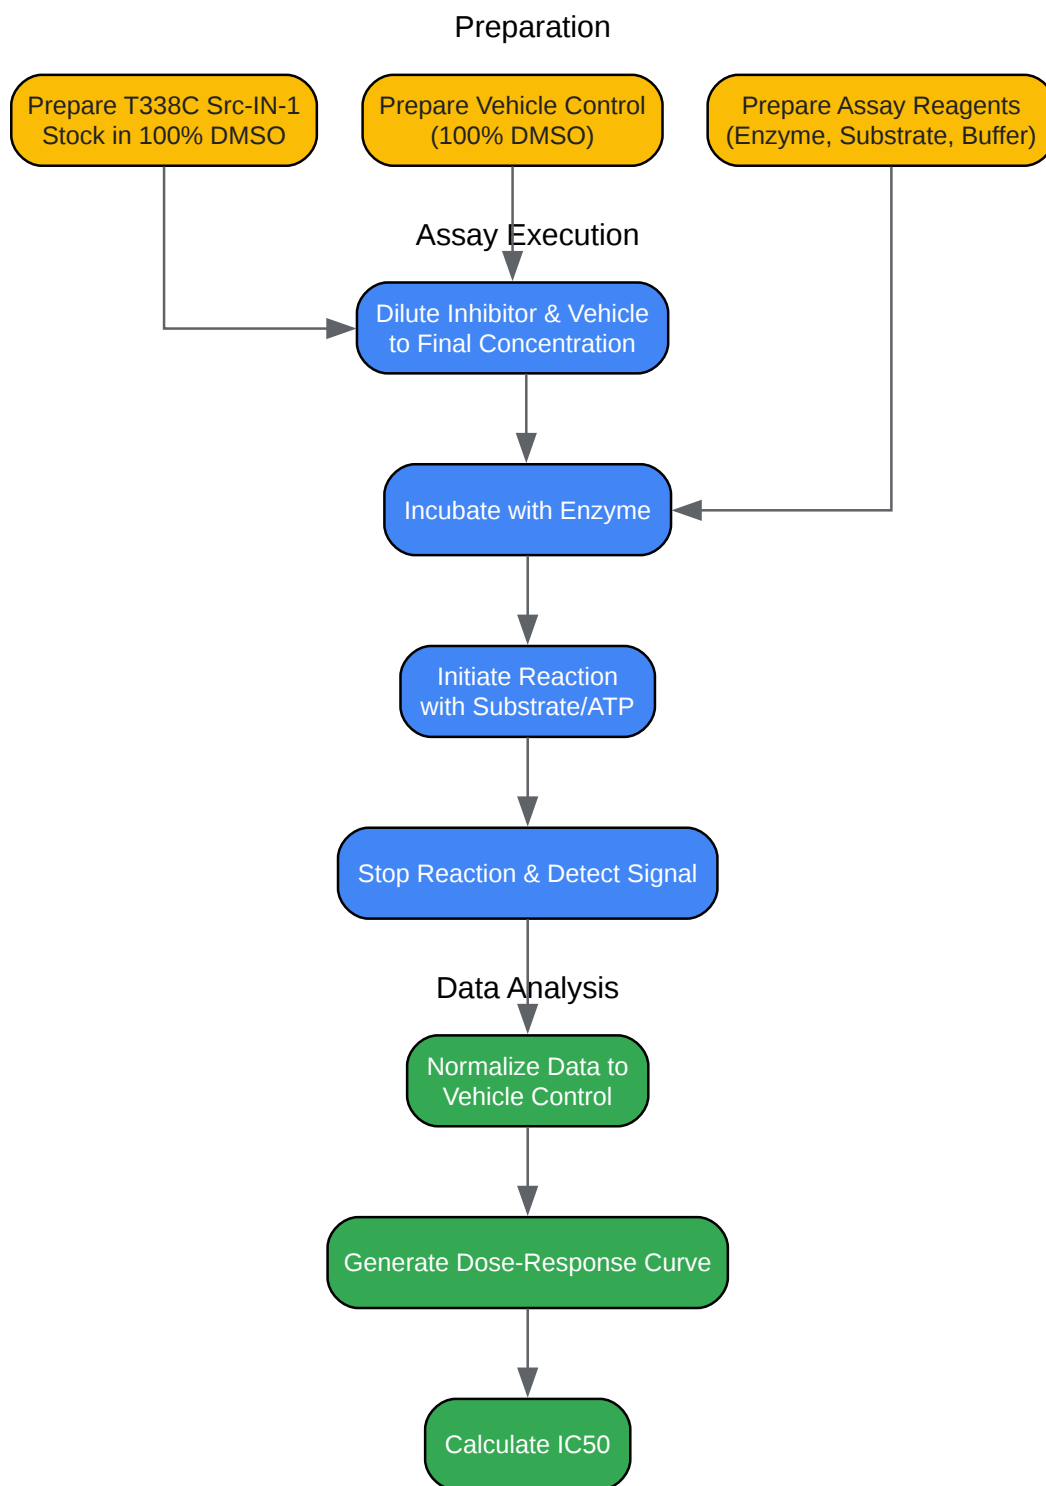 Preparation
Prepare T338C Src-IN-1
Stock in 100% DMSO
Prepare Vehicle Control
(100% DMSO)
Prepare Assay Reagents
(Enzyme, Substrate, Buffer)
Assay Execution
Dilute Inhibitor & Vehicle
to Final Concentration
Incubate with Enzyme
Initiate Reaction
with Substrate/ATP
Stop Reaction & Detect Signal
Data Analysis
Normalize Data to
Vehicle Control
Generate Dose-Response Curve
Calculate IC50